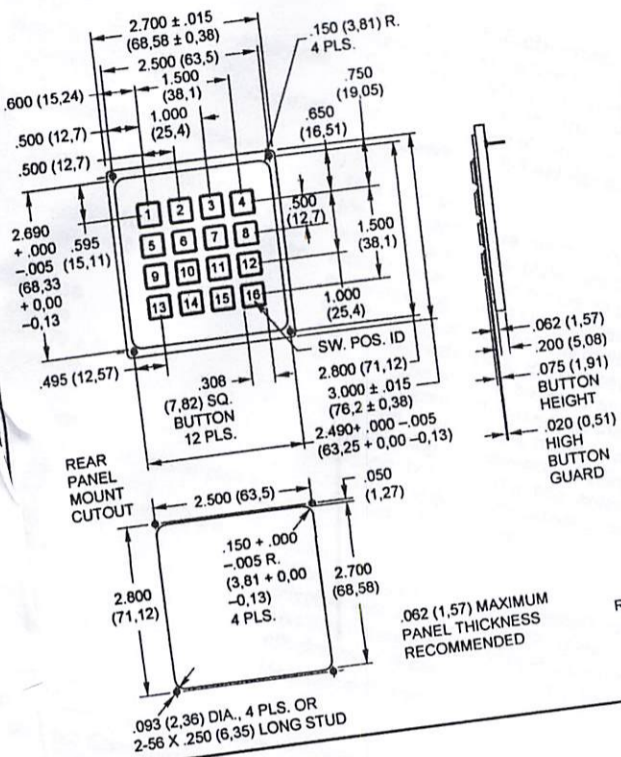 2.700 ± .015
(68,58 ± 0,38)
2.500 (63,5)
.600 (15,24)
1.500
(38,1)
.150 (3,81) R.
4 PLS.
.500 (12,7)
1.000
(25,4)
.750
(19,05)
.650
(16,51)
.500 (12,7)
2.690
+ .000
–.005
(68,33
+ 0,00
–0,13
.595
(15,11)
1 2 3 4
5 6 7 8
9 10 11 12
13 14 15 16
.500
(12,7)
1.500
(38,1)
1.000
(25,4)
SW. POS. ID
.495 (12,57)
.308
(7,82) SQ.
BUTTON
12 PLS.
2.800 (71,12)
3.000 ± .015
(76,2 ± 0,38)
2.490+ .000 –.005
(63,25 + 0,00 –0,13)
.062 (1,57)
.200 (5,08)
.075 (1,91)
BUTTON
HEIGHT
.020 (0,51)
HIGH
BUTTON
GUARD
REAR
PANEL
MOUNT
CUTOUT
2.500 (63,5)
.050
(1,27)
2.800
(71,12)
.150 + .000
–.005 R.
(3,81 + 0,00
–0,13)
4 PLS.
2.700
(68,58)
.062 (1,57) MAXIMUM
PANEL THICKNESS
RECOMMENDED
R
.093 (2,36) DIA., 4 PLS. OR
2-56 X .250 (6,35) LONG STUD